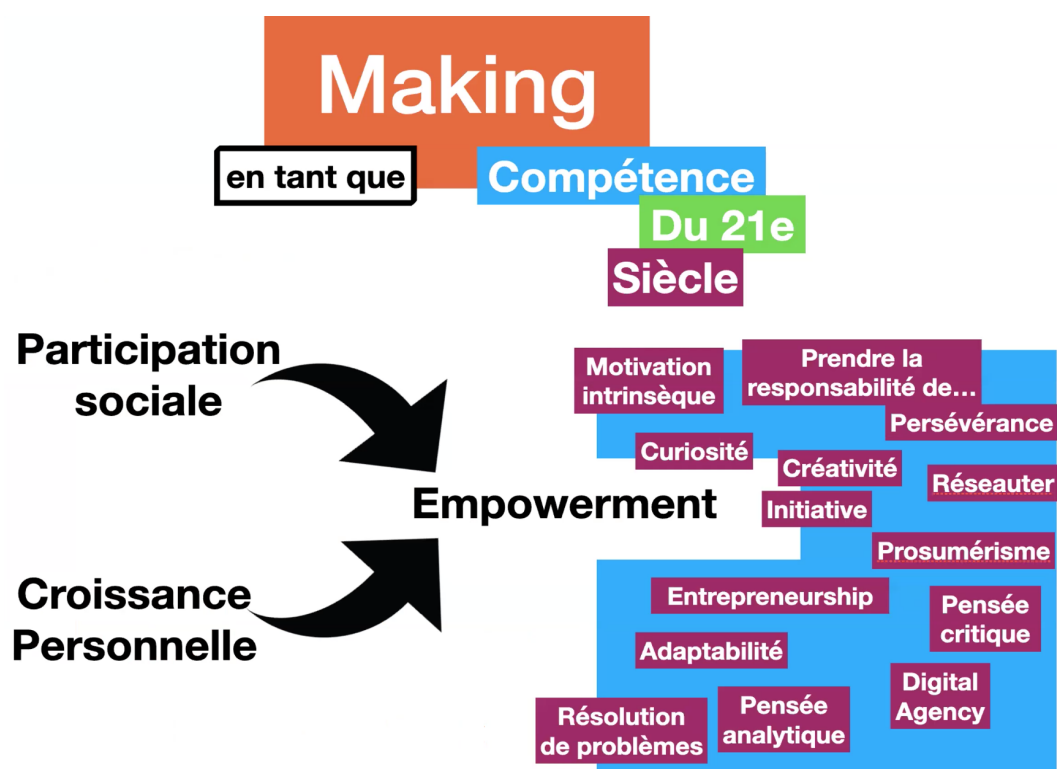 Making
en tant que
Compétence
Du 21e
Siècle
Participation
sociale
Croissance
Personnelle
Empowerment
Motivation
intrinsèque
Prendre la
responsabilité de…
Persévérance
Curiosité
Créativité
Réseauter
Initiative
Prosumérisme
Entrepreneurship
Pensée
critique
Adaptabilité
Digital
Agency
Résolution
de problèmes
Pensée
analytique